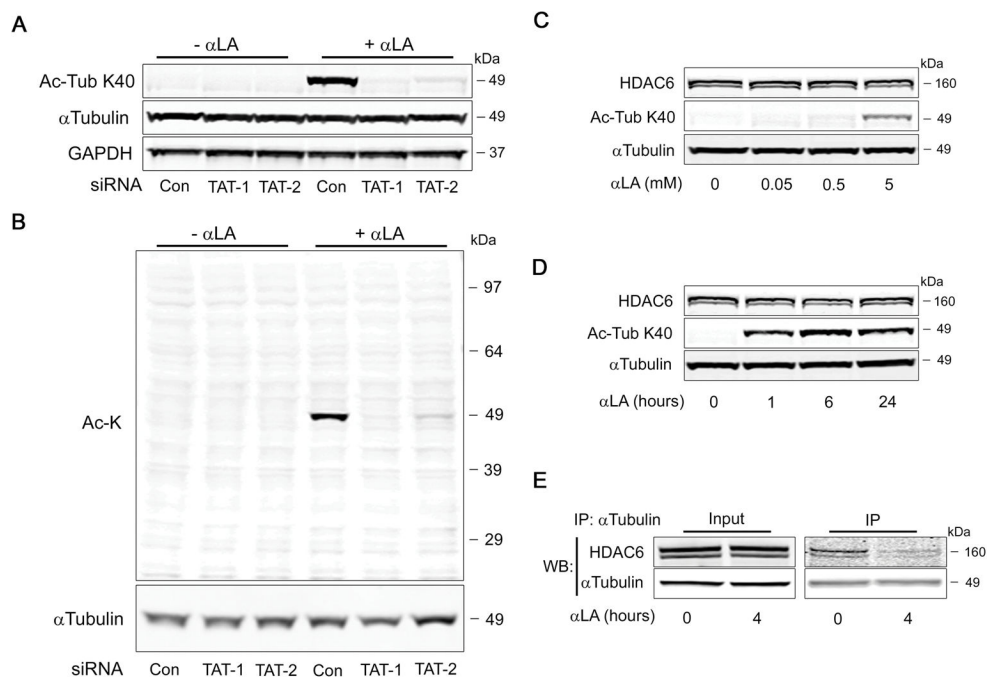 A
- αLA + αLA
kDa
Ac-Tub K40 – 49
αTubulin – 49
GAPDH – 37
siRNA Con TAT-1 TAT-2 Con TAT-1 TAT-2
B
- αLA + αLA
kDa
– 97
– 64
Ac-K – 49
– 39
– 29
αTubulin – 49
siRNA Con TAT-1 TAT-2 Con TAT-1 TAT-2
C
kDa
HDAC6 – 160
Ac-Tub K40 – 49
αTubulin – 49
αLA (mM) 0 0.05 0.5 5
D
kDa
HDAC6 – 160
Ac-Tub K40 – 49
αTubulin – 49
αLA (hours) 0 1 6 24
E
IP: αTubulin Input IP
kDa
WB: HDAC6 – 160
αTubulin – 49
αLA (hours) 0 4 0 4